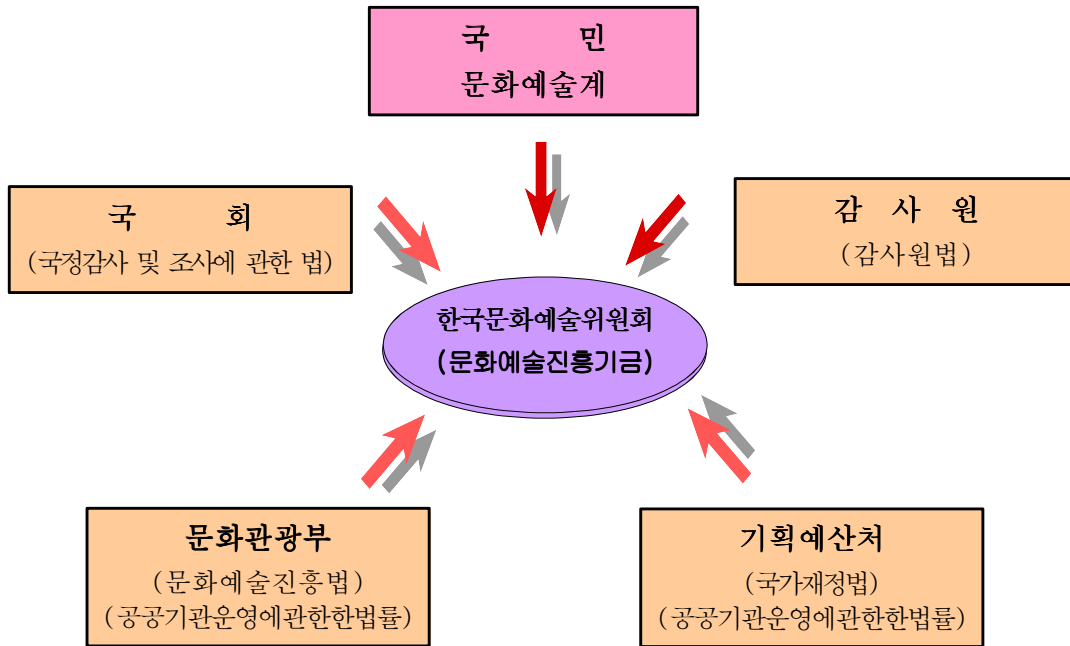 국 민
문화예술계
국 회
(국정감사 및 조사에 관한 법)
감 사 원
(감사원법)
한국문화예술위원회
(문화예술진흥기금)
문화관광부
(문화예술진흥법)
(공공기관운영에관한한법률)
기획예산처
(국가재정법)
(공공기관운영에관한한법률)